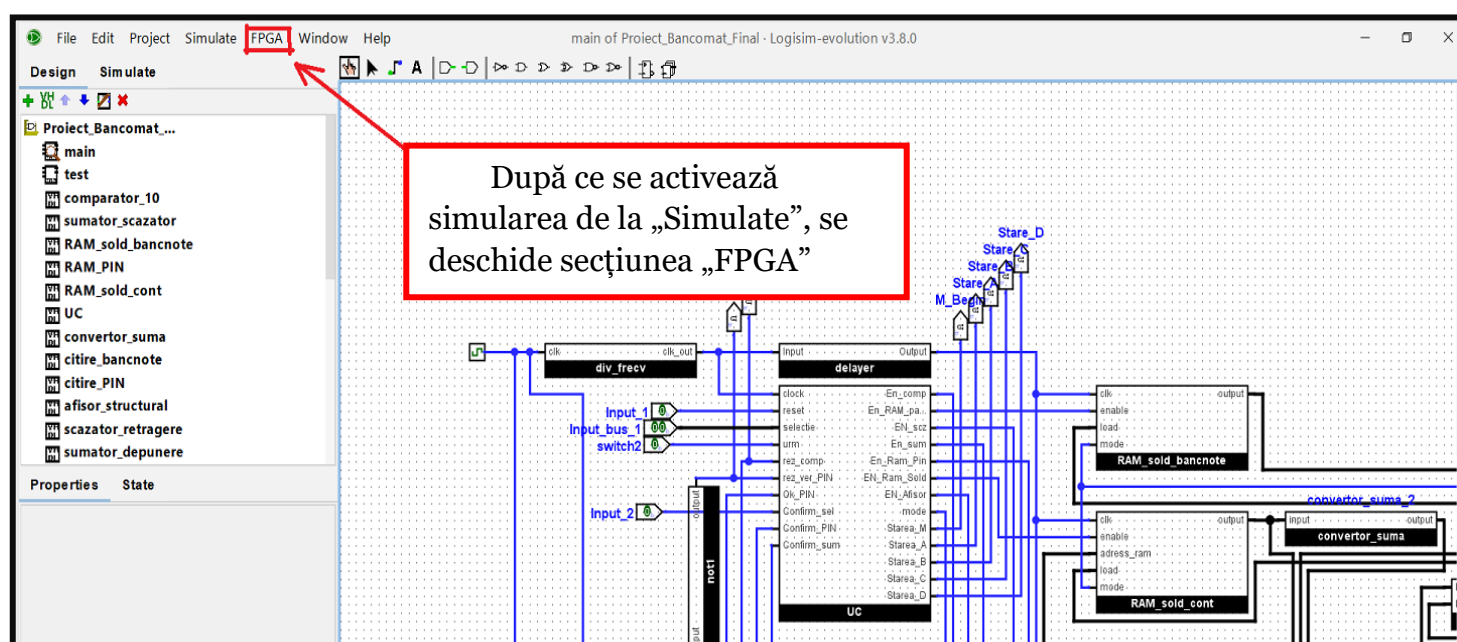 File Edit Project Simulate FPGA Window Help
main of Proiect_Bancomat_Final · Logisim-evolution v3.8.0
Design Simulate
A
VH
DL
Proiect_Bancomat_...
main
test
comparator_10
sumator_scazator
RAM_sold_bancnote
RAM_PIN
RAM_sold_cont
UC
convertor_suma
citire_bancnote
citire_PIN
afisor_structural
scazator_retragere
sumator_depunere
Properties State
După ce se activează
simularea de la „Simulate”, se
deschide secțiunea „FPGA”
Stare_D
Stare_C
Stare_B
Stare_A
M_Begin
clk clk_out
div_frecv
Input Output
delayer
Input_1
Input_bus_1
switch2
Input_2
clock En_comp
reset En_RAM_pa...
selectie EN_scz
urm En_sum
rez_comp En_Ram_Pin
rez_ver_PIN EN_Ram_Sold
Ok_PIN EN_Afisor
Confirm_sel mode
Confirm_PIN Starea_M
Confirm_sum Starea_A
Starea_B
Starea_C
Starea_D
UC
output
not1
clk output
enable
load
mode
RAM_sold_bancnote
convertor_suma_2
clk output
enable
adress_ram
load
mode
RAM_sold_cont
input output
convertor_suma